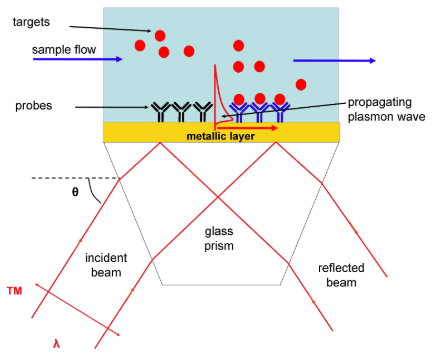 targets
sample flow
probes
propagating
plasmon wave
metallic layer
θ
glass
prism
incident
beam
reflected
beam
TM
λ